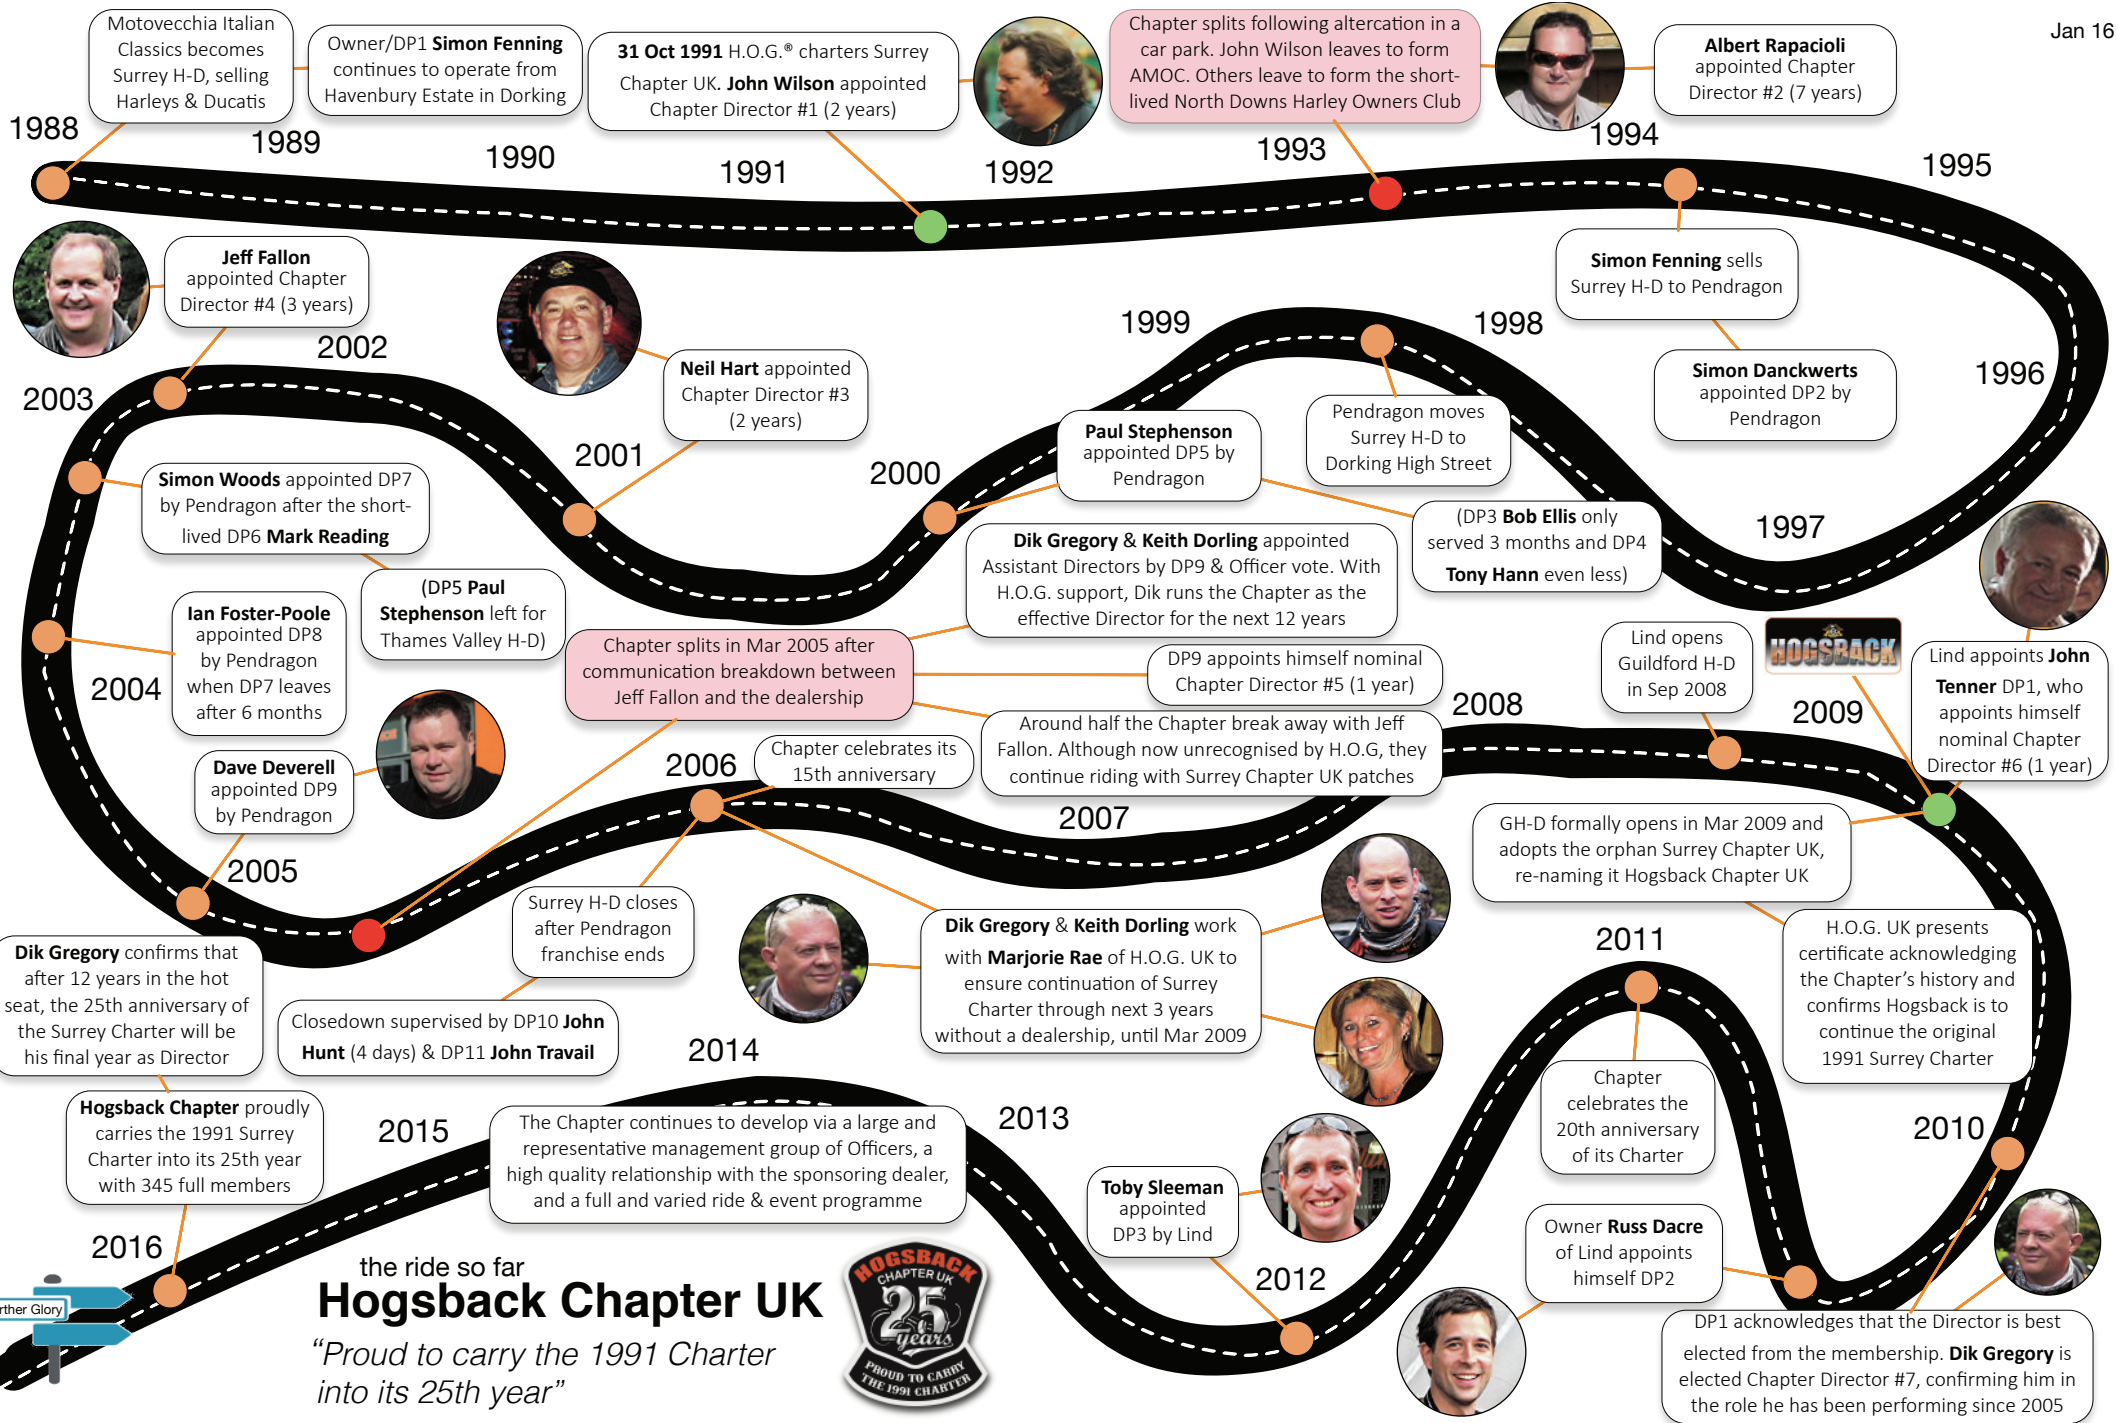 Jan 16
Motovecchia Italian
Classics becomes
Surrey H-D, selling
Harleys & Ducatis
Owner/DP1 Simon Fenning
continues to operate from
Havenbury Estate in Dorking
31 Oct 1991 H.O.G.® charters Surrey
Chapter UK. John Wilson appointed
Chapter Director #1 (2 years)
Chapter splits following altercation in a
car park. John Wilson leaves to form
AMOC. Others leave to form the short-
lived North Downs Harley Owners Club
Albert Rapacioli
appointed Chapter
Director #2 (7 years)
1988
1989
1990
1991
1992
1993
1994
1995
Simon Fenning sells
Surrey H-D to Pendragon
Simon Danckwerts
appointed DP2 by
Pendragon
1996
1997
1998
Pendragon moves
Surrey H-D to
Dorking High Street
1999
2000
Paul Stephenson
appointed DP5 by
Pendragon
(DP3 Bob Ellis only
served 3 months and DP4
Tony Hann even less)
2001
Neil Hart appointed
Chapter Director #3
(2 years)
2002
Jeff Fallon
appointed Chapter
Director #4 (3 years)
2003
Simon Woods appointed DP7
by Pendragon after the short-
lived DP6 Mark Reading
(DP5 Paul
Stephenson left for
Thames Valley H-D)
Ian Foster-Poole
appointed DP8
by Pendragon
when DP7 leaves
after 6 months
2004
Dave Deverell
appointed DP9
by Pendragon
2005
Chapter splits in Mar 2005 after
communication breakdown between
Jeff Fallon and the dealership
Dik Gregory & Keith Dorling appointed
Assistant Directors by DP9 & Officer vote. With
H.O.G. support, Dik runs the Chapter as the
effective Director for the next 12 years
DP9 appoints himself nominal
Chapter Director #5 (1 year)
Around half the Chapter break away with Jeff
Fallon. Although now unrecognised by H.O.G, they
continue riding with Surrey Chapter UK patches
2006
Chapter celebrates its
15th anniversary
Surrey H-D closes
after Pendragon
franchise ends
Closedown supervised by DP10 John
Hunt (4 days) & DP11 John Travail
Dik Gregory & Keith Dorling work
with Marjorie Rae of H.O.G. UK to
ensure continuation of Surrey
Charter through next 3 years
without a dealership, until Mar 2009
2007
2008
Lind opens
Guildford H-D
in Sep 2008
HOGSBACK
2009
Lind appoints John
Tenner DP1, who
appoints himself
nominal Chapter
Director #6 (1 year)
GH-D formally opens in Mar 2009 and
adopts the orphan Surrey Chapter UK,
re-naming it Hogsback Chapter UK
H.O.G. UK presents
certificate acknowledging
the Chapter’s history and
confirms Hogsback is to
continue the original
1991 Surrey Charter
2010
DP1 acknowledges that the Director is best
elected from the membership. Dik Gregory is
elected Chapter Director #7, confirming him in
the role he has been performing since 2005
Owner Russ Dacre
of Lind appoints
himself DP2
2011
Chapter
celebrates the
20th anniversary
of its Charter
2012
Toby Sleeman
appointed
DP3 by Lind
2013
2014
The Chapter continues to develop via a large and
representative management group of Officers, a
high quality relationship with the sponsoring dealer,
and a full and varied ride & event programme
2015
Dik Gregory confirms that
after 12 years in the hot
seat, the 25th anniversary of
the Surrey Charter will be
his final year as Director
Hogsback Chapter proudly
carries the 1991 Surrey
Charter into its 25th year
with 345 full members
2016
rther Glory
the ride so far
Hogsback Chapter UK
“Proud to carry the 1991 Charter
into its 25th year”
HOGSBACK
CHAPTER UK
25
years
PROUD TO CARRY
THE 1991 CHARTER